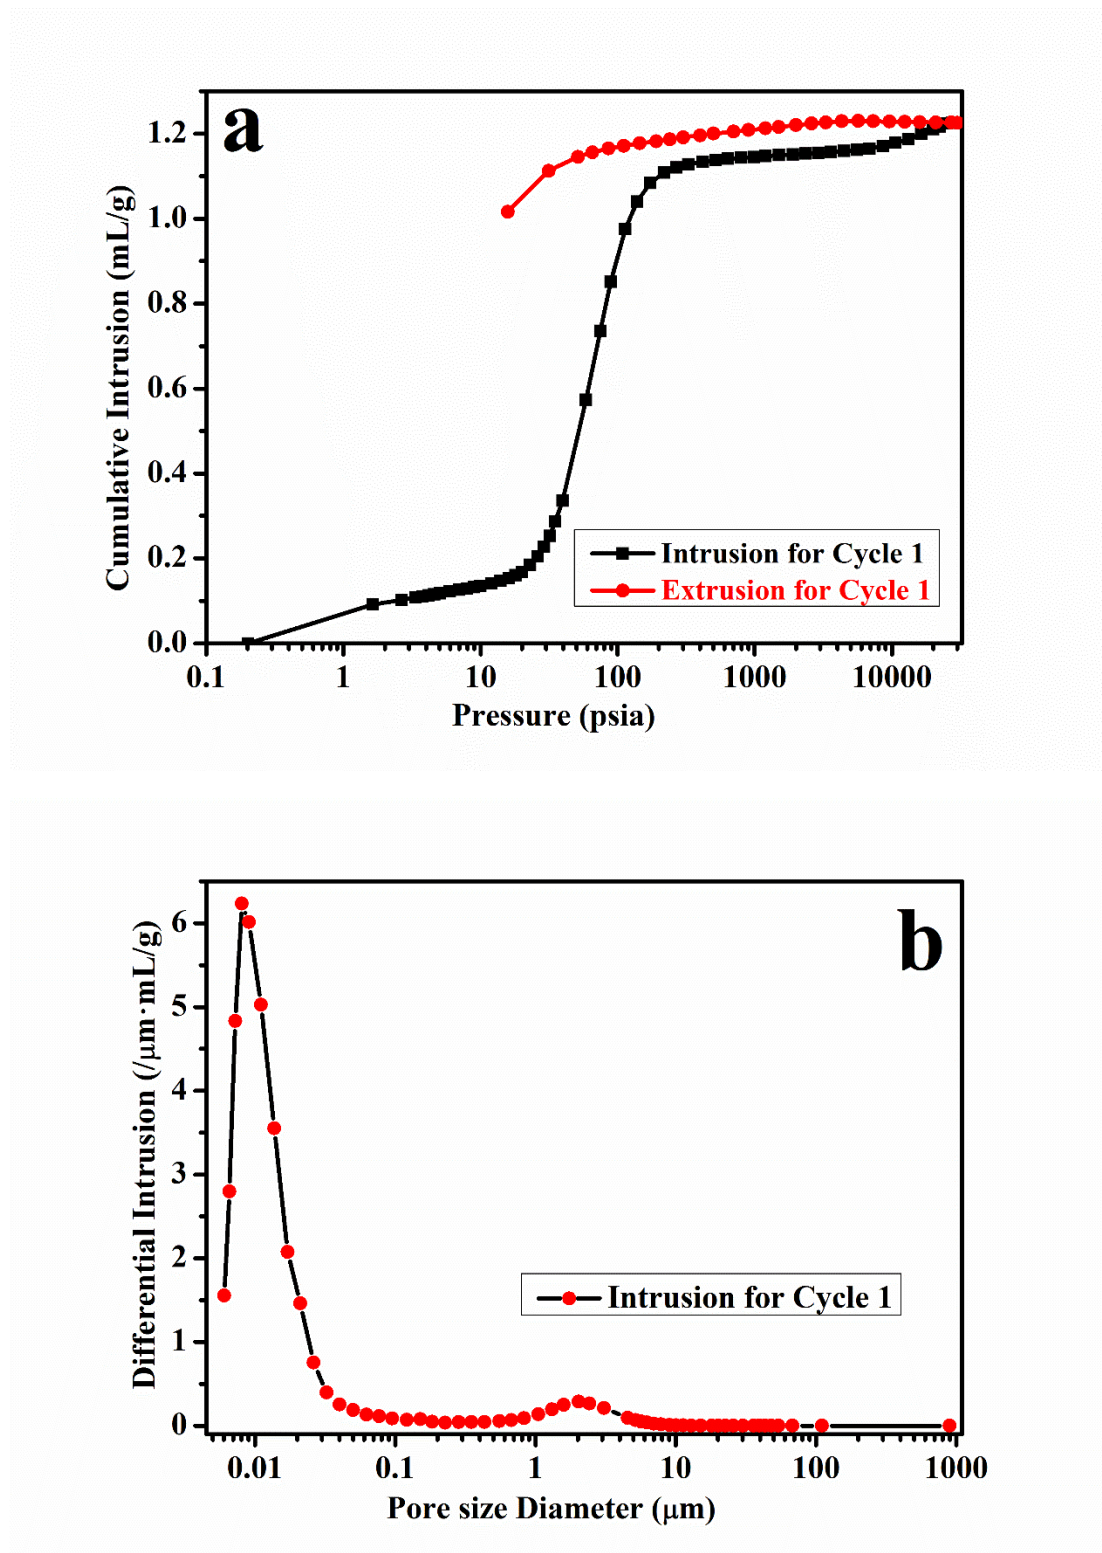 a
Cumulative Intrusion (mL/g)
1.2
1.0
0.8
0.6
0.4
0.2
0.0
Intrusion for Cycle 1
Extrusion for Cycle 1
0.1 1 10 100 1000 10000
Pressure (psia)
b
Differential Intrusion (/μm·mL/g)
6
5
4
3
2
1
0
Intrusion for Cycle 1
0.01 0.1 1 10 100 1000
Pore size Diameter (μm)